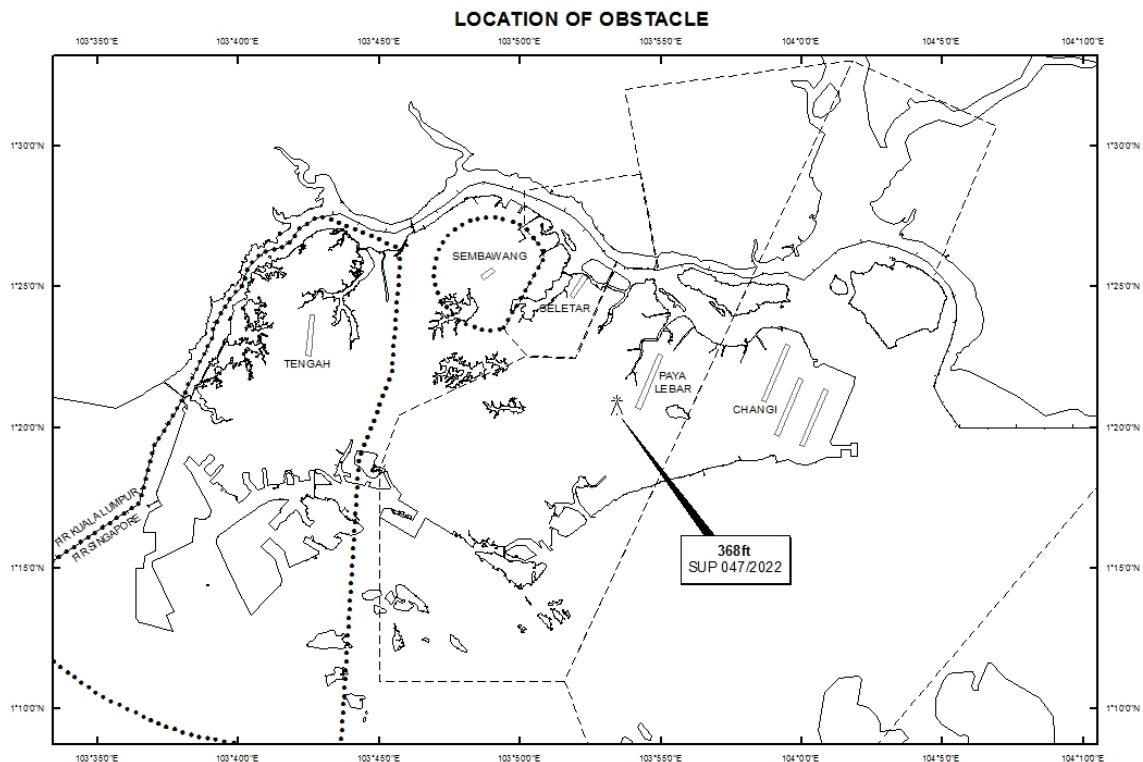 LOCATION OF OBSTACLE
103°35'0"E 103°40'0"E 103°45'0"E 103°50'0"E 103°55'0"E 104°0'0"E 104°5'0"E 104°10'0"E
1°30'0"N 1°30'0"N
SEMBAWANG
1°25'0"N 1°25'0"N
SELETAR
TENGAH
PAYA
LEBAR
CHANGI
1°20'0"N 1°20'0"N
FIR KUALA LUMPUR
FIR SINGAPORE
368ft
SUP 047/2022
1°15'0"N 1°15'0"N
1°10'0"N 1°10'0"N
103°35'0"E 103°40'0"E 103°45'0"E 103°50'0"E 103°55'0"E 104°0'0"E 104°5'0"E 104°10'0"E